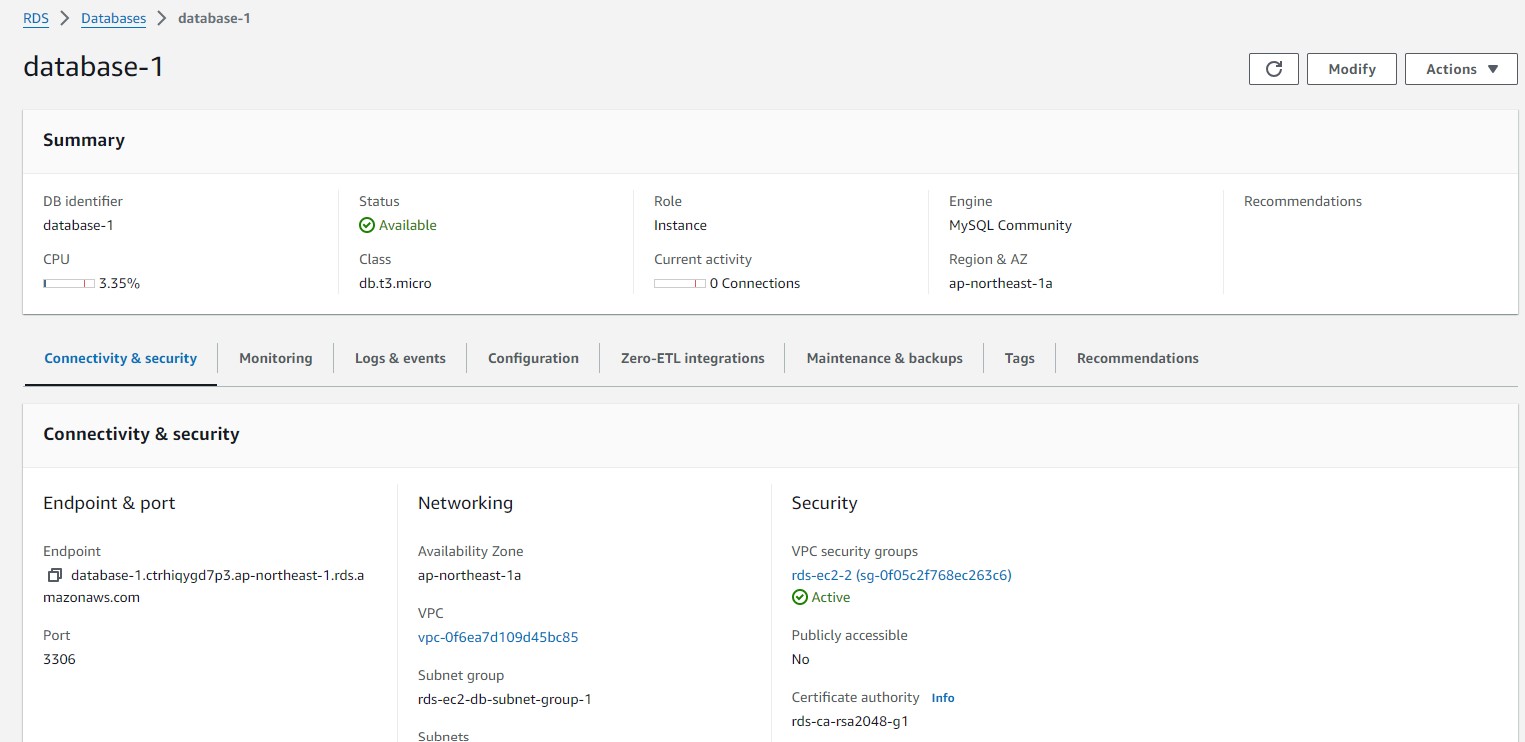 RDS > Databases > database-1
database-1
Modify
Actions
Summary
DB identifier
database-1
Status
Available
Role
Instance
Engine
MySQL Community
Recommendations
CPU
3.35%
Class
db.t3.micro
Current activity
0 Connections
Region & AZ
ap-northeast-1a
Connectivity & security
Monitoring
Logs & events
Configuration
Zero-ETL integrations
Maintenance & backups
Tags
Recommendations
Connectivity & security
Endpoint & port
Endpoint
database-1.ctrhiqygd7p3.ap-northeast-1.rds.a
mazonaws.com
Port
3306
Networking
Availability Zone
ap-northeast-1a
VPC
vpc-0f6ea7d109d45bc85
Subnet group
rds-ec2-db-subnet-group-1
Subnets
Security
VPC security groups
rds-ec2-2 (sg-0f05c2f768ec263c6)
Active
Publicly accessible
No
Certificate authority Info
rds-ca-rsa2048-g1